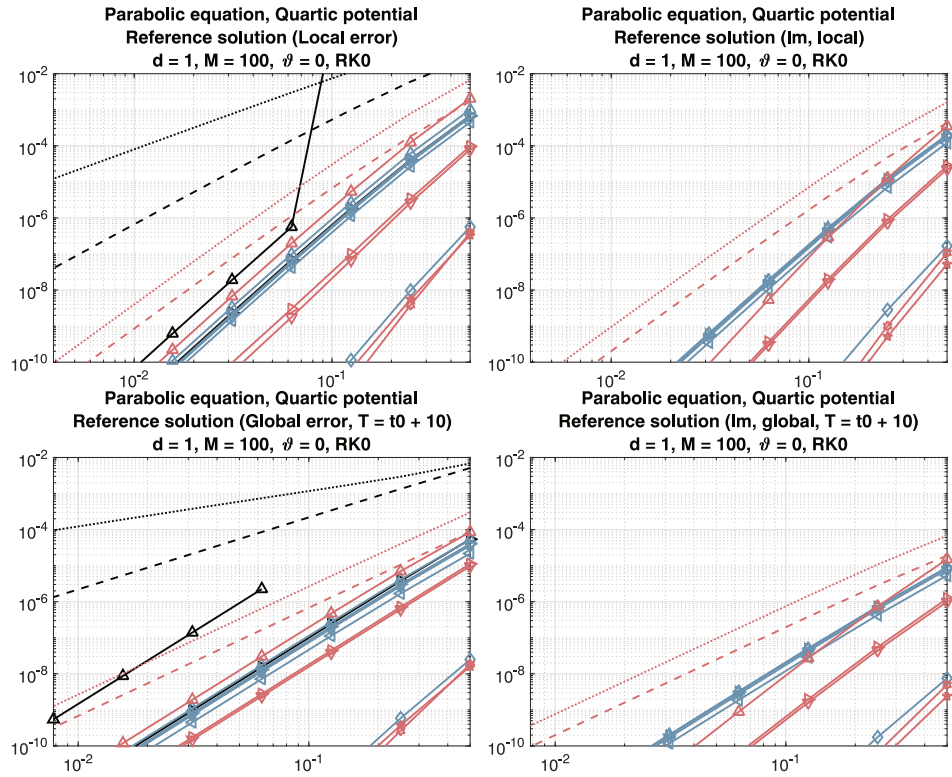 Parabolic equation, Quartic potential
Reference solution (Local error)
d = 1, M = 100, ϑ = 0, RK0
10^-2
10^-4
10^-6
10^-8
10^-10
10^-2
10^-1
Parabolic equation, Quartic potential
Reference solution (Im, local)
d = 1, M = 100, ϑ = 0, RK0
10^-2
10^-4
10^-6
10^-8
10^-10
10^-2
10^-1
Parabolic equation, Quartic potential
Reference solution (Global error, T = t0 + 10)
d = 1, M = 100, ϑ = 0, RK0
10^-2
10^-4
10^-6
10^-8
10^-10
10^-2
10^-1
Parabolic equation, Quartic potential
Reference solution (Im, global, T = t0 + 10)
d = 1, M = 100, ϑ = 0, RK0
10^-2
10^-4
10^-6
10^-8
10^-10
10^-2
10^-1